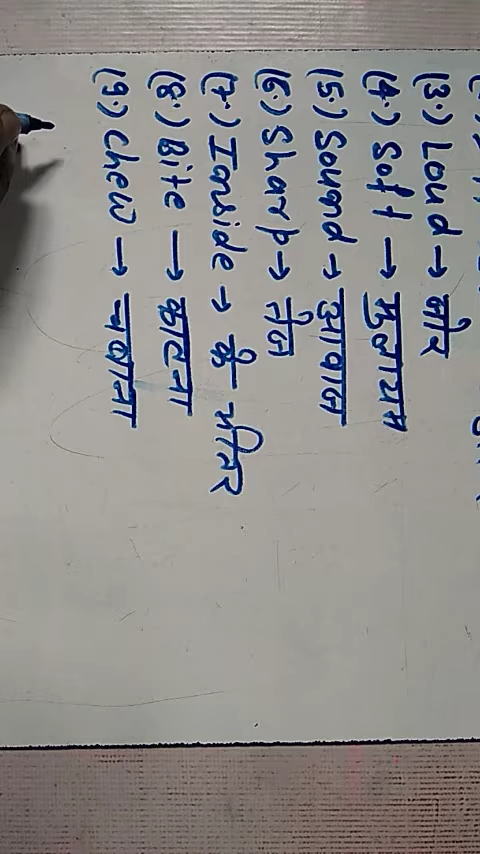 (3.) Loud → जोर
(4.) Soft → मुलायम
(5.) Sound → आवाज
(6.) Sharp → तेज
(7.) Inside → के भीतर
(8.) Bite → काटना
(9.) Chew → चबाना